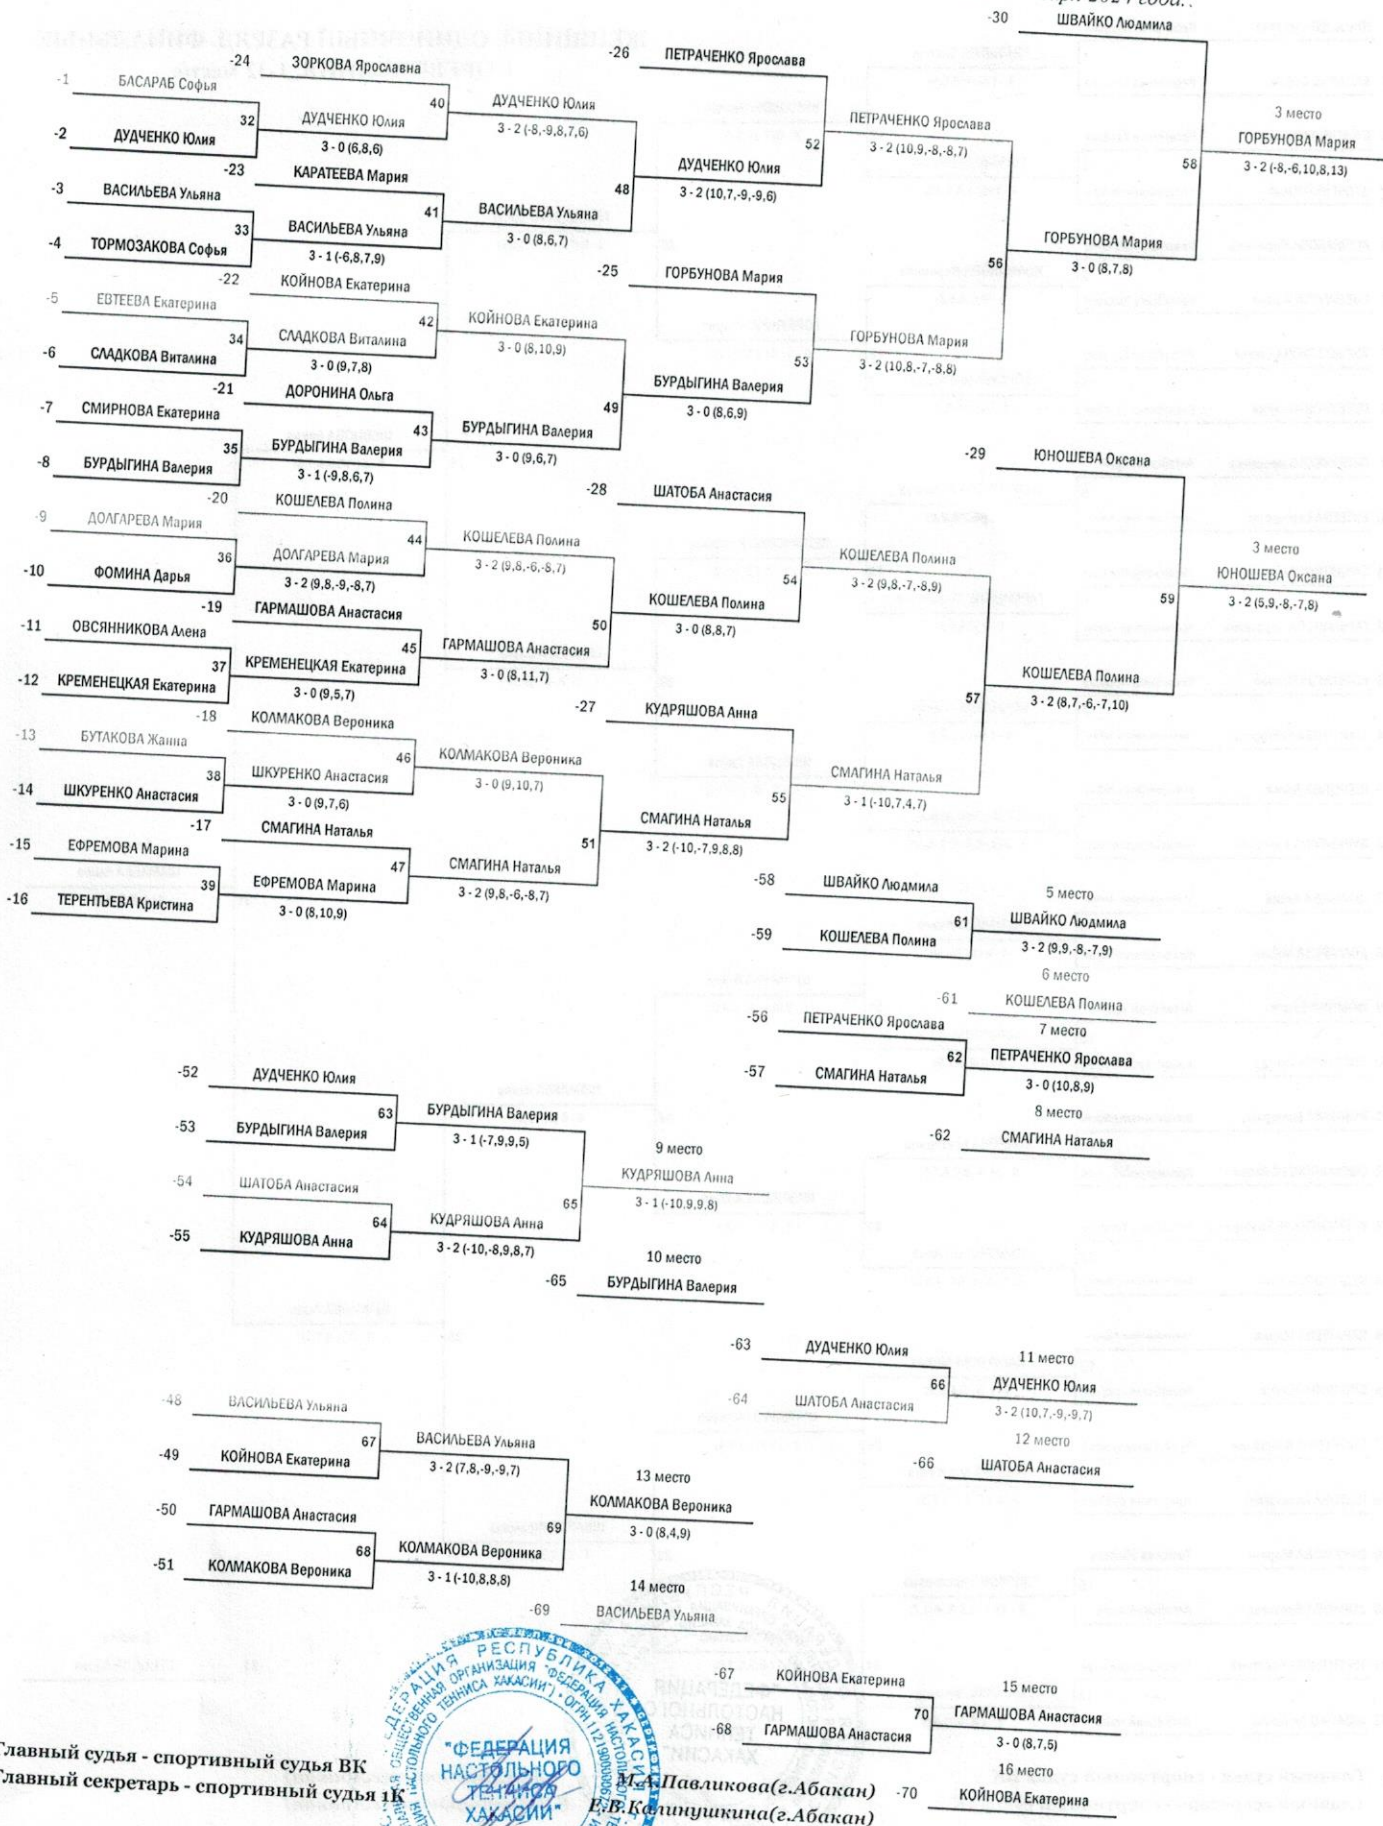 -30 ШВАЙКО Людмила
-26 ПЕТРАЧЕНКО Ярослава
-24 ЗОРКОВА Ярославна
-1 БАСАРАБ Софья
40 ДУДЧЕНКО Юлия
3 - 2 (-8,-9,8,7,6)
32 ДУДЧЕНКО Юлия
3 - 0 (6,8,6)
-2 ДУДЧЕНКО Юлия
52 ПЕТРАЧЕНКО Ярослава
3 - 2 (10,9,-8,-8,7)
3 место
58 ГОРБУНОВА Мария
3 - 2 (-8,-6,10,8,13)
-23 КАРАТЕЕВА Мария
48 ДУДЧЕНКО Юлия
3 - 2 (10,7,-9,-9,6)
-3 ВАСИЛЬЕВА Ульяна
41 ВАСИЛЬЕВА Ульяна
3 - 0 (8,6,7)
33 ВАСИЛЬЕВА Ульяна
3 - 1 (-6,8,7,9)
-4 ТОРМОЗАКОВА Софья
56 ГОРБУНОВА Мария
3 - 0 (8,7,8)
-25 ГОРБУНОВА Мария
-22 КОЙНОВА Екатерина
-5 ЕВТЕЕВА Екатерина
42 КОЙНОВА Екатерина
3 - 0 (8,10,9)
34 СЛАДКОВА Виталина
3 - 0 (9,7,8)
-6 СЛАДКОВА Виталина
53 ГОРБУНОВА Мария
3 - 2 (10,8,-7,-8,8)
-21 ДОРОНИНА Ольга
49 БУРДЫГИНА Валерия
3 - 0 (8,6,9)
-7 СМИРНОВА Екатерина
43 БУРДЫГИНА Валерия
3 - 0 (9,6,7)
35 БУРДЫГИНА Валерия
3 - 1 (-9,8,6,7)
-8 БУРДЫГИНА Валерия
-29 ЮНОШЕВА Оксана
-28 ШАТОБА Анастасия
-20 КОШЕЛЕВА Полина
-9 ДОЛГАРЕВА Мария
44 КОШЕЛЕВА Полина
3 - 2 (9,8,-6,-8,7)
36 ДОЛГАРЕВА Мария
3 - 2 (9,8,-9,-8,7)
-10 ФОМИНА Дарья
54 КОШЕЛЕВА Полина
3 - 2 (9,8,-7,-8,9)
3 место
59 ЮНОШЕВА Оксана
3 - 2 (5,9,-8,-7,8)
-19 ГАРМАШОВА Анастасия
50 КОШЕЛЕВА Полина
3 - 0 (8,8,7)
-11 ОВСЯННИКОВА Алена
45 ГАРМАШОВА Анастасия
3 - 0 (8,11,7)
37 КРЕМЕНЕЦКАЯ Екатерина
3 - 0 (9,5,7)
-12 КРЕМЕНЕЦКАЯ Екатерина
57 КОШЕЛЕВА Полина
3 - 2 (8,7,-6,-7,10)
-27 КУДРЯШОВА Анна
-18 КОЛМАКОВА Вероника
-13 БУТАКОВА Жанна
46 КОЛМАКОВА Вероника
3 - 0 (9,10,7)
38 ШКУРЕНКО Анастасия
3 - 0 (9,7,6)
-14 ШКУРЕНКО Анастасия
55 СМАГИНА Наталья
3 - 1 (-10,7,4,7)
-17 СМАГИНА Наталья
51 СМАГИНА Наталья
3 - 2 (-10,-7,9,8,8)
-15 ЕФРЕМОВА Марина
47 СМАГИНА Наталья
3 - 2 (9,8,-6,-8,7)
39 ЕФРЕМОВА Марина
3 - 0 (8,10,9)
-16 ТЕРЕНТЬЕВА Кристина
-58 ШВАЙКО Людмила
5 место
61 ШВАЙКО Людмила
3 - 2 (9,9,-8,-7,9)
-59 КОШЕЛЕВА Полина
6 место
-61 КОШЕЛЕВА Полина
-56 ПЕТРАЧЕНКО Ярослава
7 место
62 ПЕТРАЧЕНКО Ярослава
3 - 0 (10,8,9)
-57 СМАГИНА Наталья
8 место
-62 СМАГИНА Наталья
-52 ДУДЧЕНКО Юлия
63 БУРДЫГИНА Валерия
3 - 1 (-7,9,9,5)
-53 БУРДЫГИНА Валерия
9 место
65 КУДРЯШОВА Анна
3 - 1 (-10,9,9,8)
-54 ШАТОБА Анастасия
64 КУДРЯШОВА Анна
3 - 2 (-10,-8,9,8,7)
-55 КУДРЯШОВА Анна
10 место
-65 БУРДЫГИНА Валерия
-63 ДУДЧЕНКО Юлия
11 место
66 ДУДЧЕНКО Юлия
3 - 2 (10,7,-9,-9,7)
-64 ШАТОБА Анастасия
12 место
-66 ШАТОБА Анастасия
-48 ВАСИЛЬЕВА Ульяна
67 ВАСИЛЬЕВА Ульяна
3 - 2 (7,8,-9,-9,7)
-49 КОЙНОВА Екатерина
13 место
69 КОЛМАКОВА Вероника
3 - 0 (8,4,9)
-50 ГАРМАШОВА Анастасия
68 КОЛМАКОВА Вероника
3 - 1 (-10,8,8,8)
-51 КОЛМАКОВА Вероника
14 место
-69 ВАСИЛЬЕВА Ульяна
-67 КОЙНОВА Екатерина
15 место
70 ГАРМАШОВА Анастасия
3 - 0 (8,7,5)
-68 ГАРМАШОВА Анастасия
16 место
-70 КОЙНОВА Екатерина
Главный судья - спортивный судья ВК
М.А.Павликова(г.Абакан)
Главный секретарь - спортивный судья 1К
Е.В.Калинушкина(г.Абакан)
РЕСПУБЛИКА ХАКАСИЯ
"ФЕДЕРАЦИЯ
НАСТОЛЬНОГО
ТЕННИСА
ХАКАСИИ"